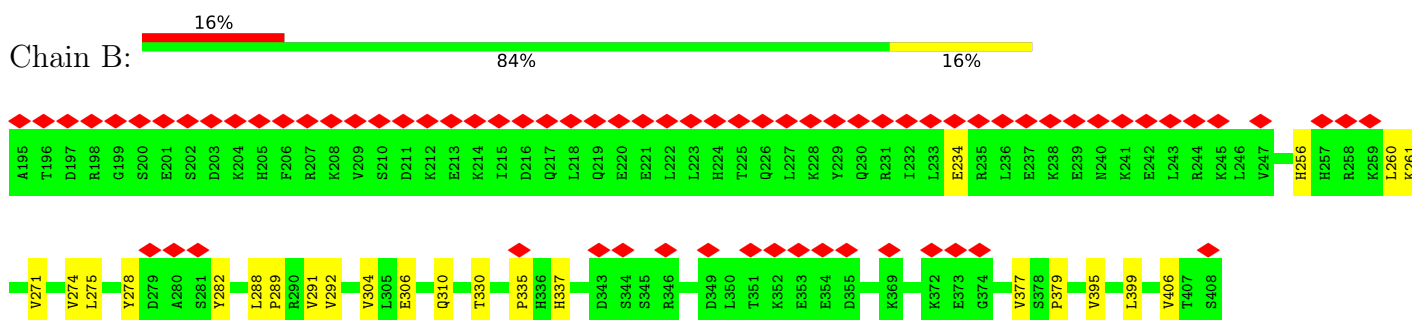 16%
Chain B:
84% 16%
A195 T196 D197 R198 G199 S200 E201 S202 D203 K204 H205 F206 R207 K208 V209 S210 D211 K212 E213 K214 I215 D216 Q217 L218 Q219 E220 E221 L222 L223 H224 T225 Q226 L227 K228 Y229 Q230 R231 I232 L233 E234 R235 L236 E237 K238 E239 N240 K241 E242 L243 R244 K245 L246 V247 H256 H257 R258 K259 L260 K261
V271 V274 L275 Y278 D279 A280 S281 Y282 L288 P289 R290 V291 V292 V304 L305 E306 Q310 T330 P335 H336 H337 D343 S344 S345 R346 D349 L350 T351 K352 E353 E354 D355 K369 K372 E373 G374 V377 S378 P379 V395 L399 V406 T407 S408